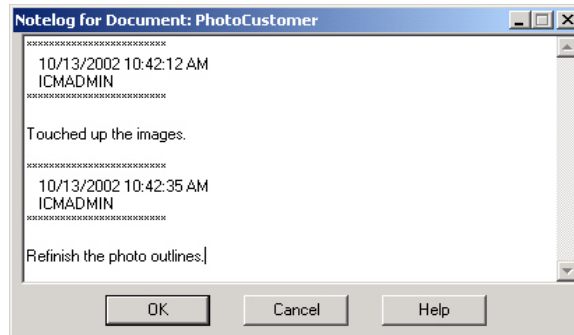 Notelog for Document: PhotoCustomer
**************************
10/13/2002 10:42:12 AM
ICMADMIN
**************************
Touched up the images.
**************************
10/13/2002 10:42:35 AM
ICMADMIN
**************************
Refinish the photo outlines.
OK Cancel Help